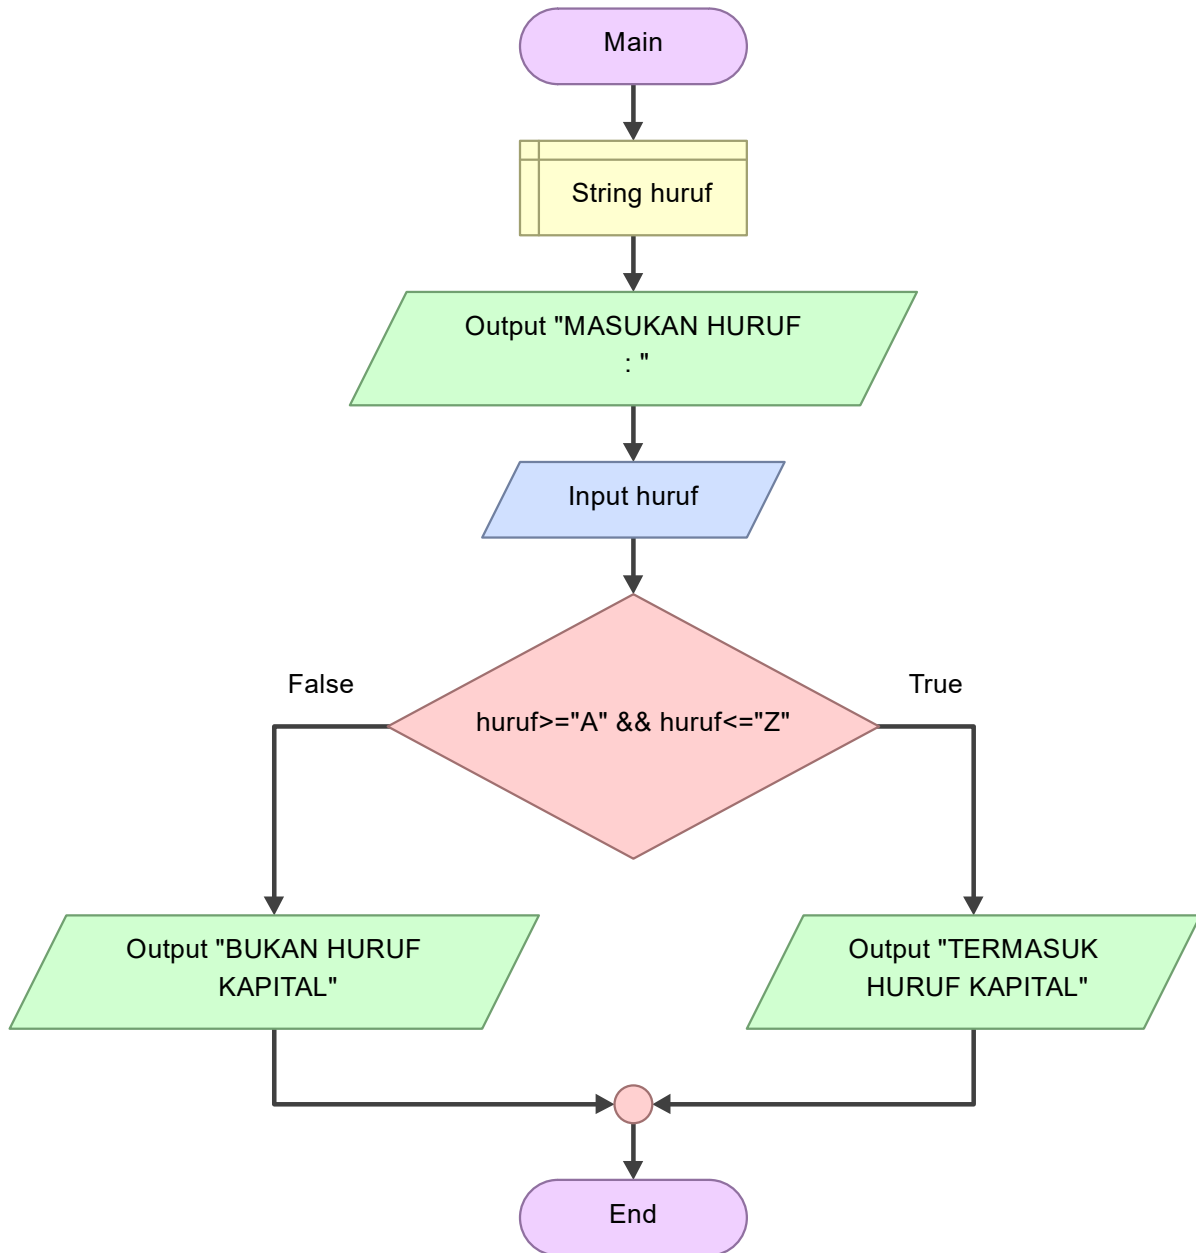 Main
String huruf
Output "MASUKAN HURUF
: "
Input huruf
False
True
huruf>="A" && huruf<="Z"
Output "BUKAN HURUF
KAPITAL"
Output "TERMASUK
HURUF KAPITAL"
End